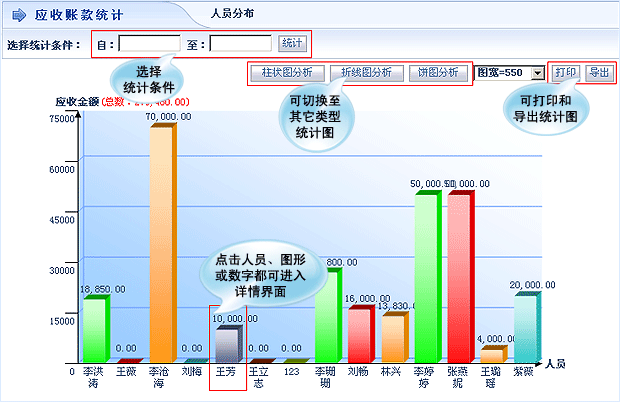 应收账款统计 人员分布
选择统计条件： 自： 至： 统计
选择
统计条件
柱状图分析 折线图分析 饼图分析 图宽=550 打印 导出
可切换至
其它类型
统计图
可打印和
导出统计图
应收金额
75000
60000
45000
30000
15000
0
18,850.00
0.00
70,000.00
0.00
10,000.00
0.00
0.00
800.00
16,000.00
13,830.00
50,000.00
50,000.00
4,000.00
20,000.00
点击人员、图形
或数字都可进入
详情界面
李洪涛
王薇
李沧海
刘梅
王芳
王立志
123
李珊珊
刘畅
林兴
李婷婷
张燕妮
王璐瑶
紫薇
人员